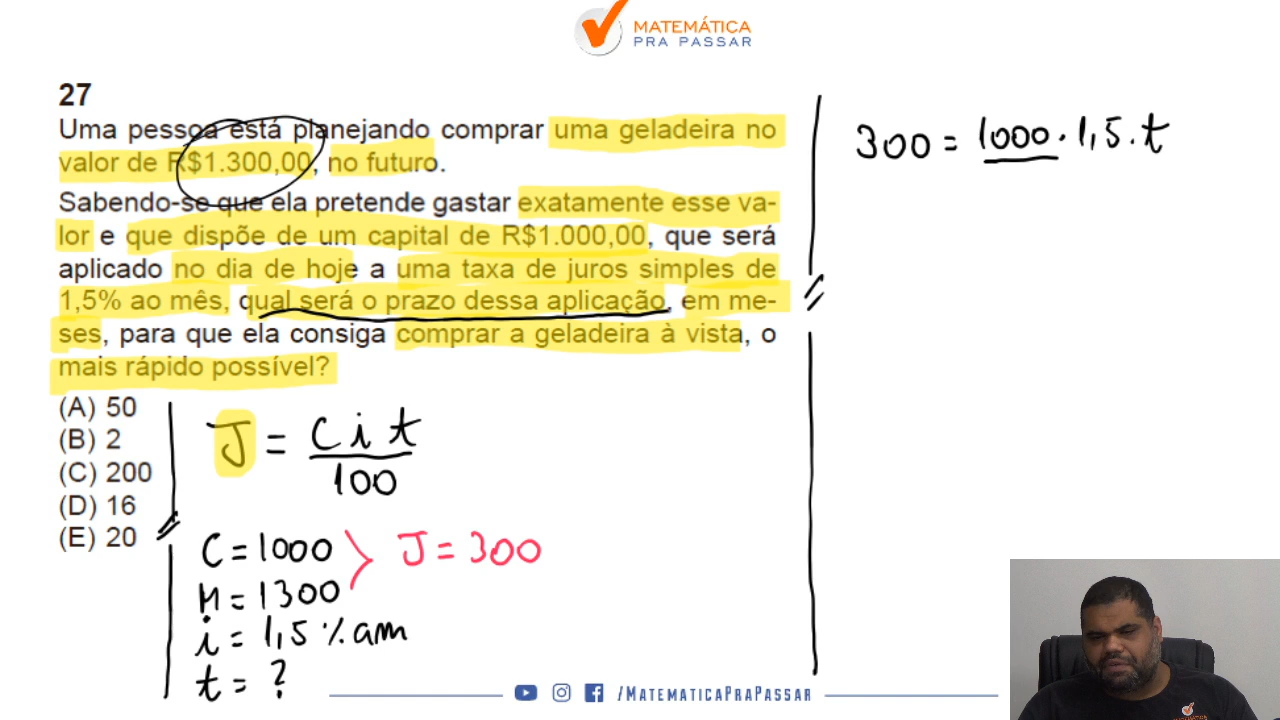 MATEMÁTICA
PRA PASSAR
27
Uma pessoa está planejando comprar uma geladeira no
valor de R$1.300,00, no futuro.
Sabendo-se que ela pretende gastar exatamente esse va-
lor e que dispõe de um capital de R$1.000,00, que será
aplicado no dia de hoje a uma taxa de juros simples de
1,5% ao mês, qual será o prazo dessa aplicação, em me-
ses, para que ela consiga comprar a geladeira à vista, o
mais rápido possível?
(A) 50
(B) 2
(C) 200
(D) 16
(E) 20
J = C i t
100
C = 1000
M = 1300
J = 300
i = 1,5 % am
t = ?
300 = 1000 . 1,5 . t
/MATEMATICAPRAPASSAR